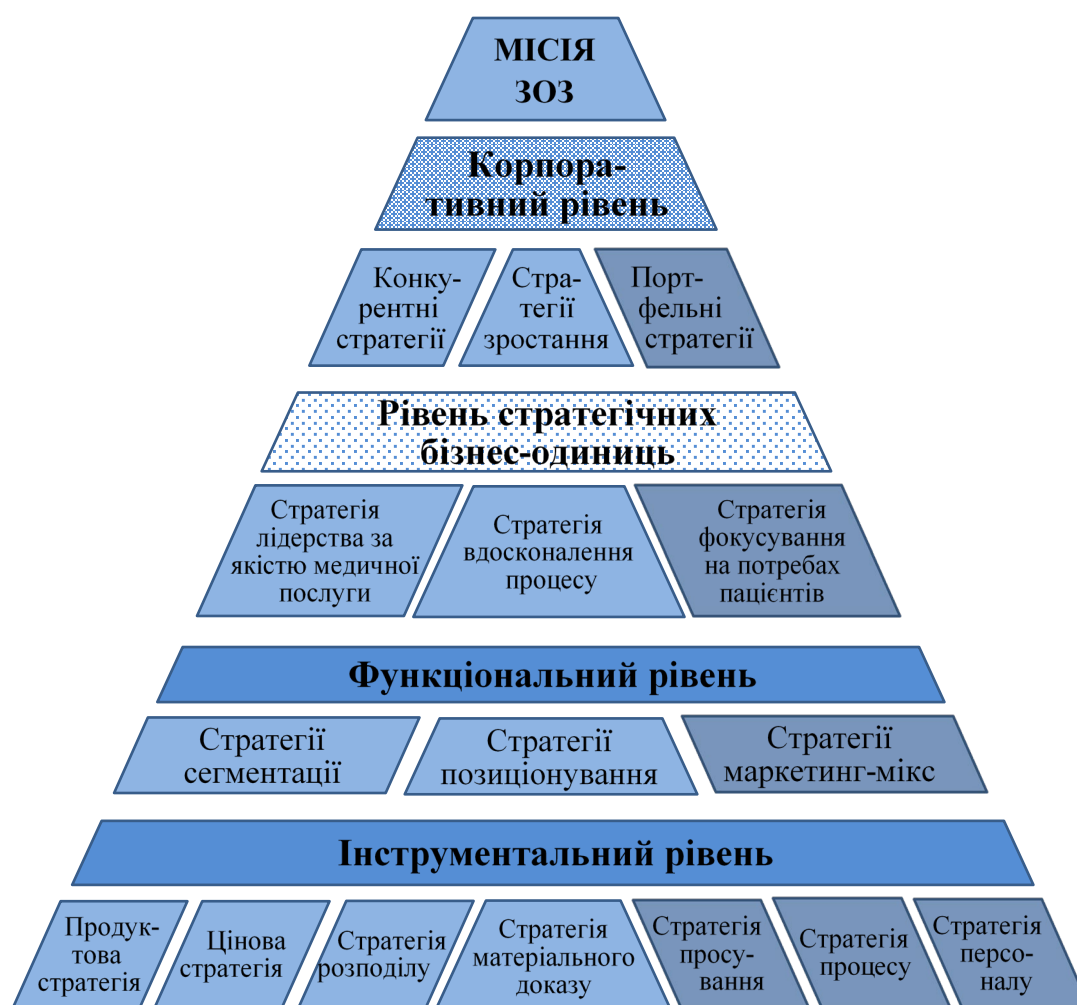 МІСІЯ
ЗОЗ
Корпора-
тивний рівень
Конку-
рентні
стратегії
Стра-
тегії
зростання
Порт-
фельні
стратегії
Рівень стратегічних
бізнес-одиниць
Стратегія
лідерства за
якістю медичної
послуги
Стратегія
вдосконалення
процесу
Стратегія
фокусування
на потребах
пацієнтів
Функціональний рівень
Стратегії
сегментації
Стратегії
позиціонування
Стратегії
маркетинг-мікс
Інструментальний рівень
Продук-
това
стратегія
Цінова
стратегія
Стратегія
розподілу
Стратегія
матеріального
доказу
Стратегія
просу-
вання
Стратегія
процесу
Стратегія
персо-
налу